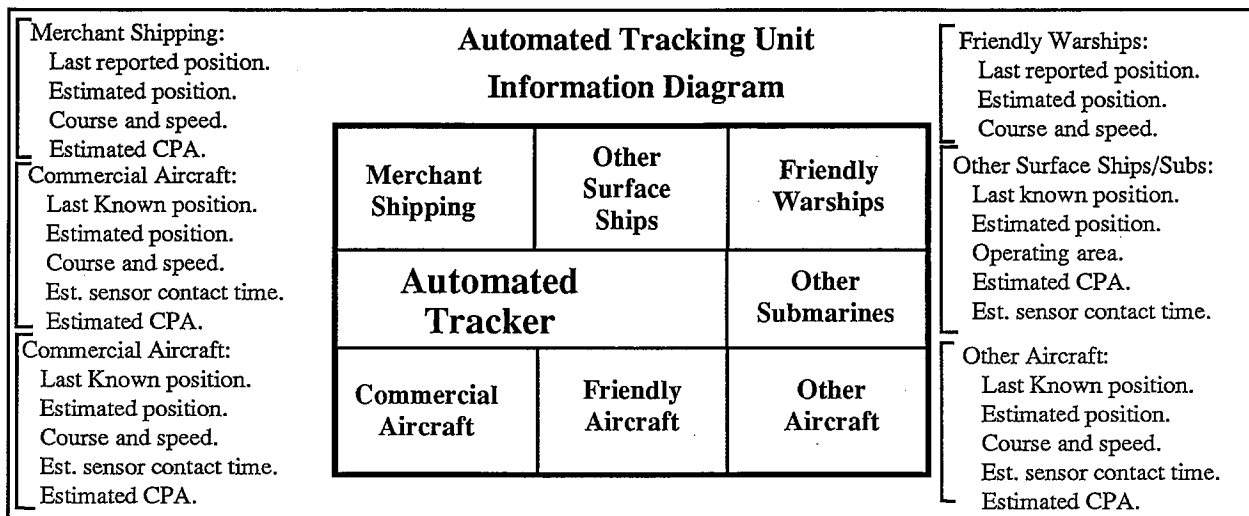 Automated Tracking Unit
Information Diagram
Merchant Shipping:
Last reported position.
Estimated position.
Course and speed.
Estimated CPA.
Commercial Aircraft:
Last Known position.
Estimated position.
Course and speed.
Est. sensor contact time.
Estimated CPA.
Commercial Aircraft:
Last Known position.
Estimated position.
Course and speed.
Est. sensor contact time.
Estimated CPA.
Merchant
Shipping
Other
Surface
Ships
Friendly
Warships
Automated
Tracker
Other
Submarines
Commercial
Aircraft
Friendly
Aircraft
Other
Aircraft
Friendly Warships:
Last reported position.
Estimated position.
Course and speed.
Other Surface Ships/Subs:
Last known position.
Estimated position.
Operating area.
Estimated CPA.
Est. sensor contact time.
Other Aircraft:
Last Known position.
Estimated position.
Course and speed.
Est. sensor contact time.
Estimated CPA.